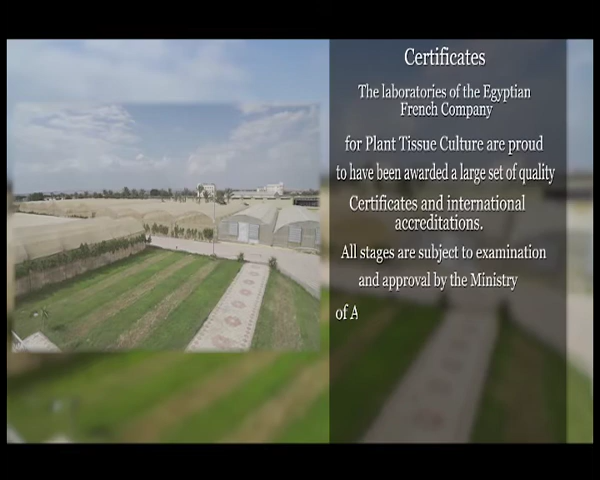 Certificates
The laboratories of the Egyptian
French Company
for Plant Tissue Culture are proud
to have been awarded a large set of quality
Certificates and international
accreditations.
All stages are subject to examination
and approval by the Ministry
of A